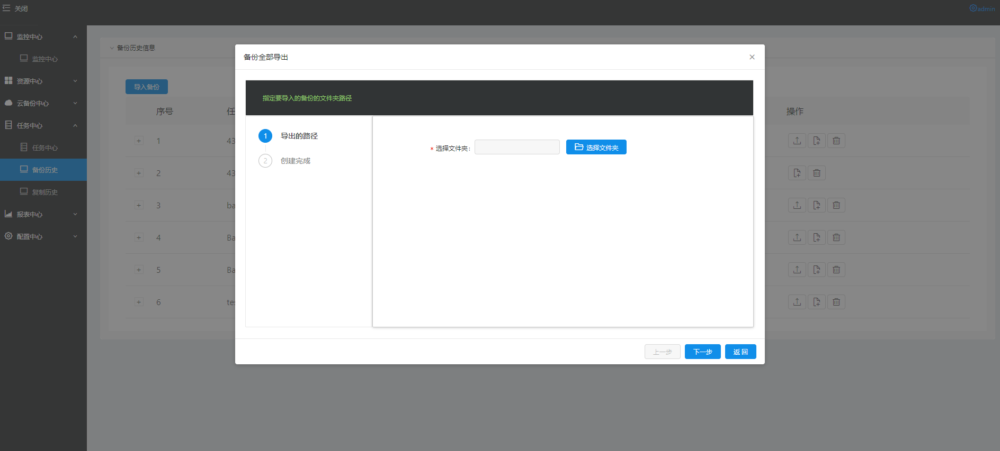 关闭
admin
监控中心
监控中心
资源中心
云备份中心
任务中心
任务中心
备份历史
复制历史
报表中心
配置中心
备份历史信息
导入备份
序号 任 操作
+ 1 43
+ 2 43
+ 3 ba
+ 4 Ba
+ 5 Ba
+ 6 te
备份全部导出
指定要导入的备份的文件夹路径
1 导出的路径
2 创建完成
* 选择文件夹: 选择文件夹
上一步 下一步 返 回